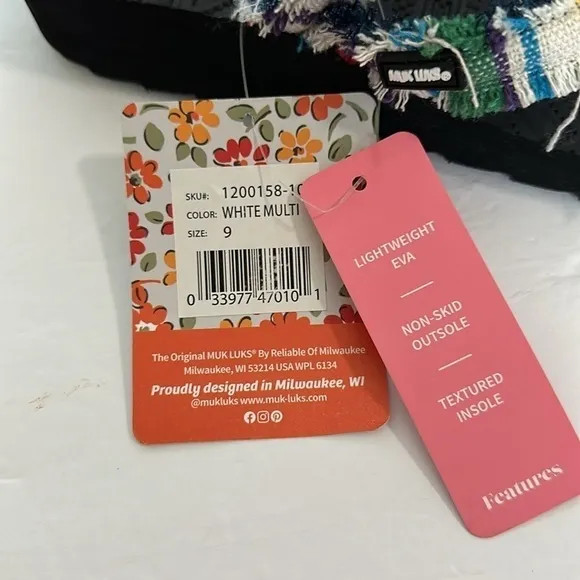 MUK LUKS®
SKU#: 1200158-10
COLOR: WHITE MULTI
SIZE: 9
0 33977 47010 1
The Original MUK LUKS® By Reliable Of Milwaukee
Milwaukee, WI 53214 USA WPL 6134
Proudly designed in Milwaukee, WI
@mukluks www.muk-luks.com
LIGHTWEIGHT
EVA
NON-SKID
OUTSOLE
TEXTURED
INSOLE
Features